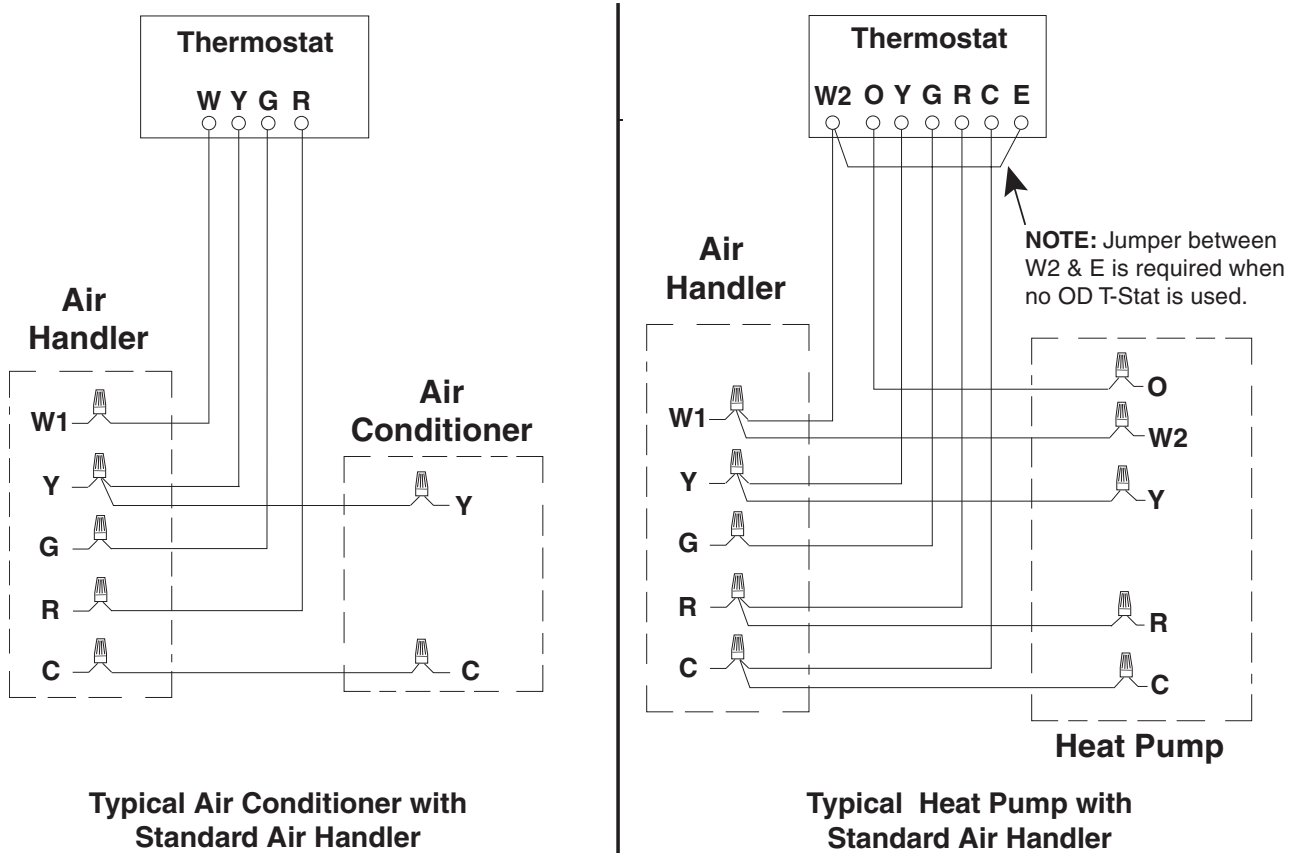 Thermostat
W Y G R
Air
Handler
W1
Y
G
R
C
Air
Conditioner
Y
C
Typical Air Conditioner with
Standard Air Handler
Thermostat
W2 O Y G R C E
NOTE: Jumper between
W2 & E is required when
no OD T-Stat is used.
Air
Handler
W1
Y
G
R
C
O
W2
Y
R
C
Heat Pump
Typical Heat Pump with
Standard Air Handler